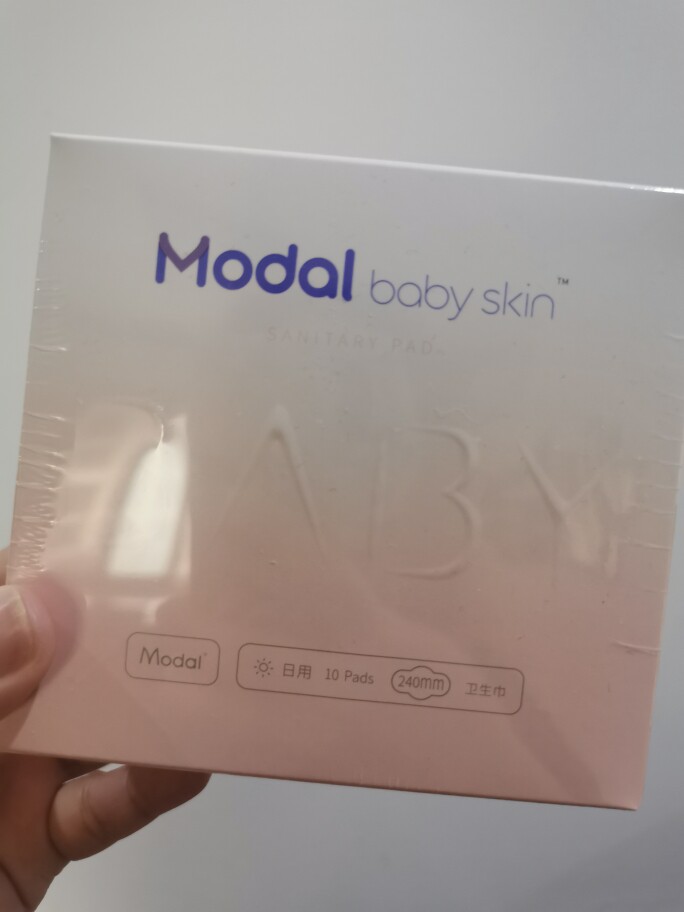 Modal baby skin™
SANITARY PAD
BABY
Modal
日用 10 Pads 240mm 卫生巾